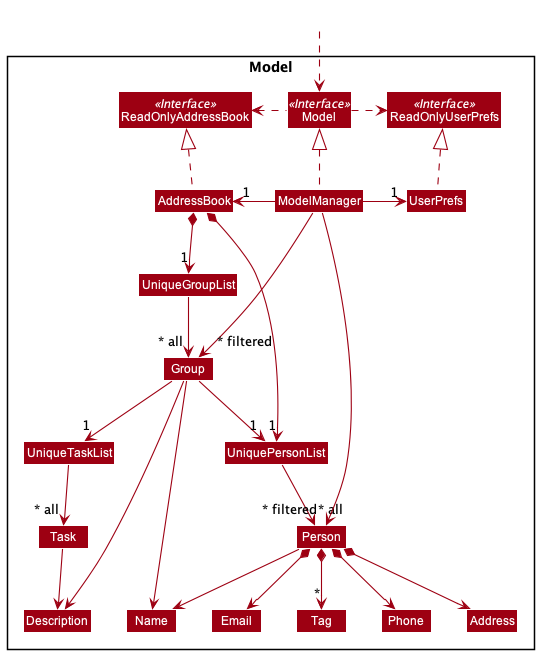 Model
«Interface»
ReadOnlyAddressBook
«Interface»
Model
«Interface»
ReadOnlyUserPrefs
AddressBook
1
ModelManager
1
UserPrefs
1
UniqueGroupList
* all
* filtered
Group
1
1
1
UniqueTaskList
UniquePersonList
* all
* filtered
* all
Task
Person
*
Description
Name
Email
Tag
Phone
Address